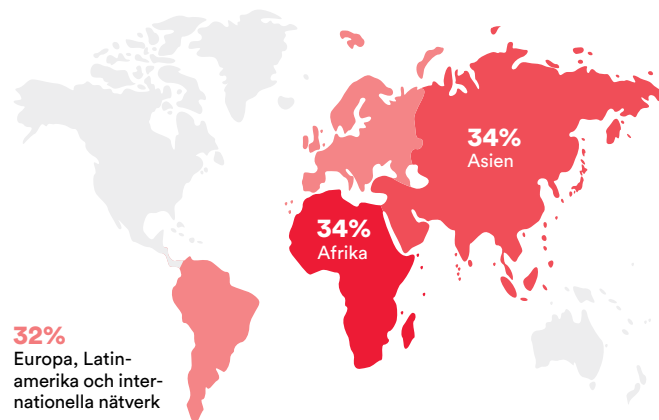 34%
Asien
34%
Afrika
32%
Europa, Latin-
amerika och inter-
nationella nätverk